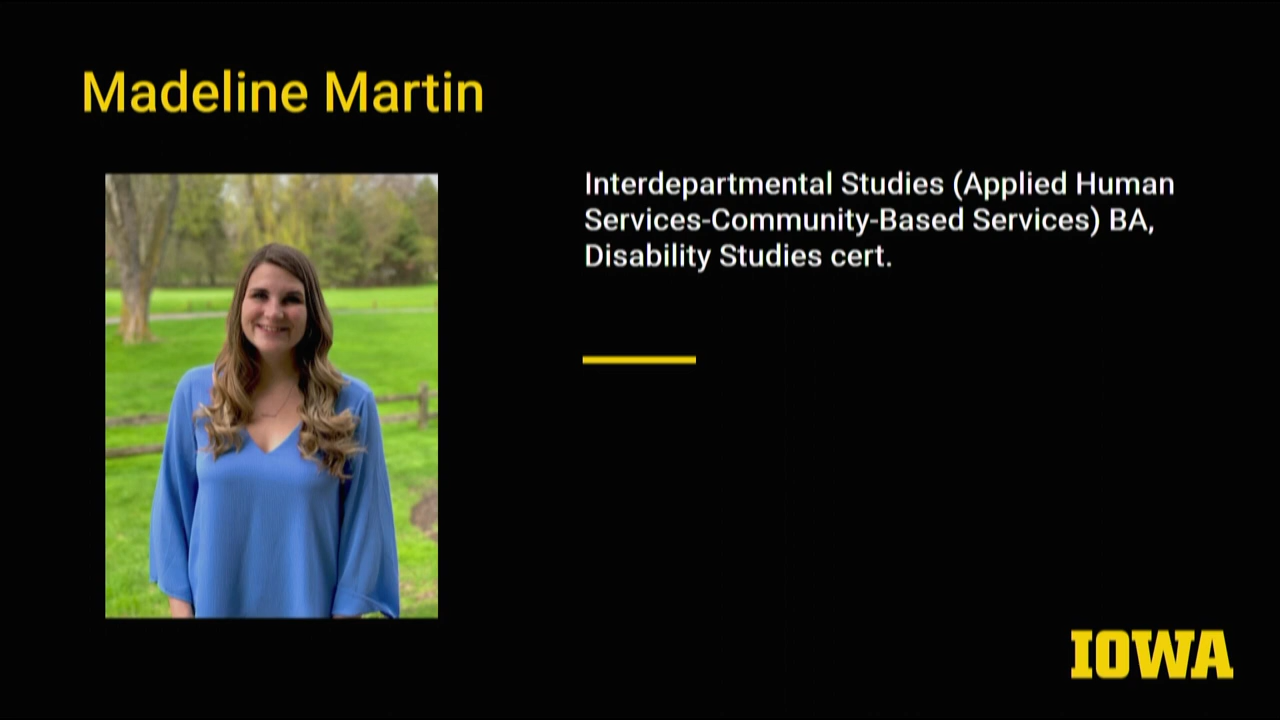 Madeline Martin
Interdepartmental Studies (Applied Human
Services-Community-Based Services) BA,
Disability Studies cert.
IOWA